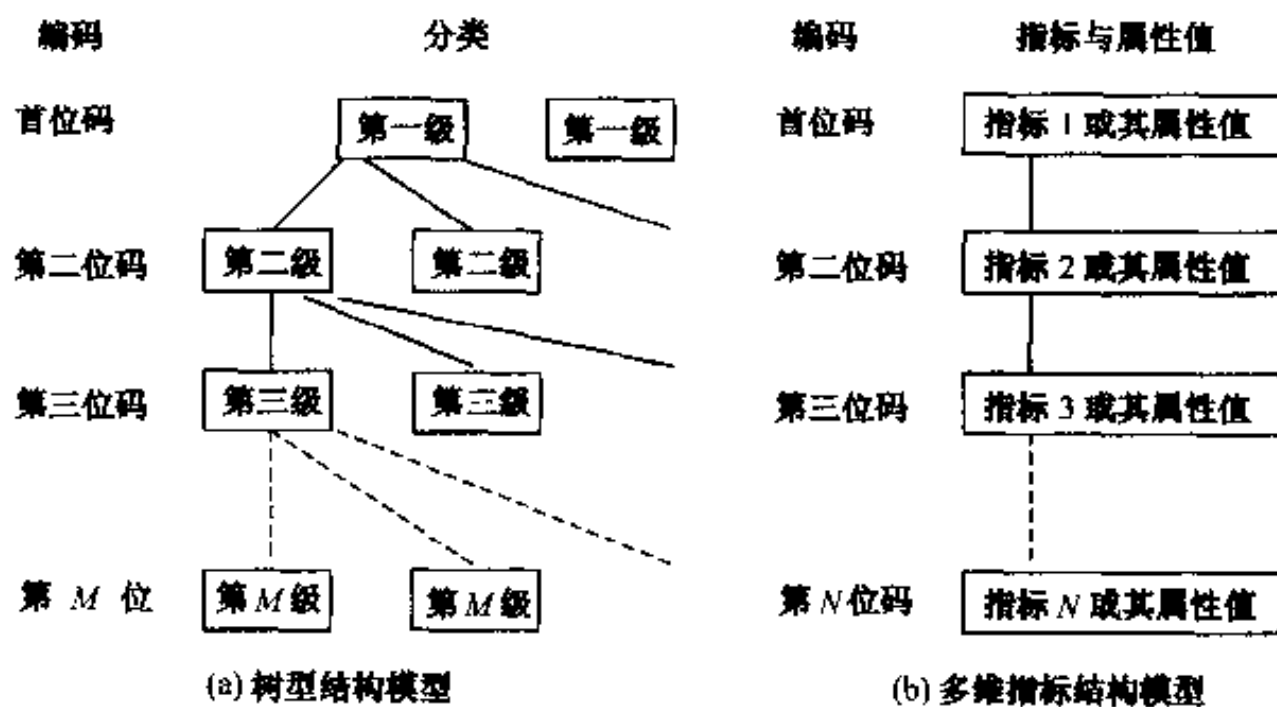 编码 分类 编码 指标与属性值
首位码 第一级 第一级 首位码 指标 1 或其属性值
第二位码 第二级 第二级 第二位码 指标 2 或其属性值
第三位码 第三级 第三级 第三位码 指标 3 或其属性值
第 M 位 第 M 级 第 M 级 第 N 位码 指标 N 或其属性值
(a) 树型结构模型 (b) 多维指标结构模型